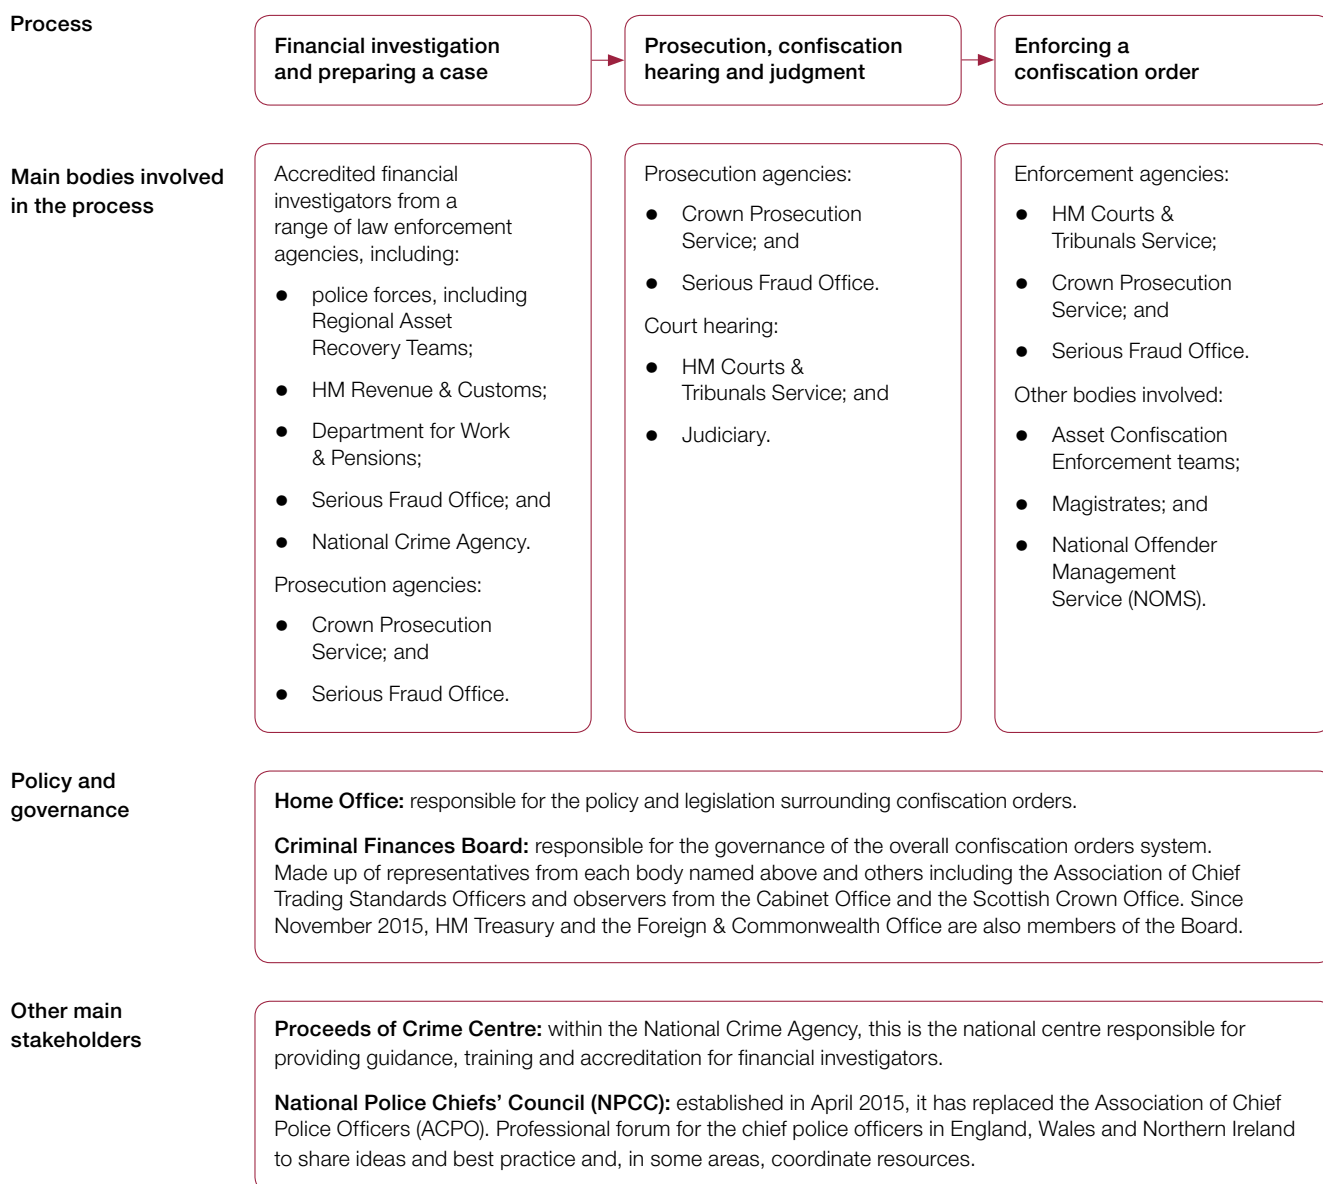 Process
Financial investigation
and preparing a case
Prosecution, confiscation
hearing and judgment
Enforcing a
confiscation order
Main bodies involved
in the process
Accredited financial
investigators from a
range of law enforcement
agencies, including:
● police forces, including
Regional Asset
Recovery Teams;
● HM Revenue & Customs;
● Department for Work
& Pensions;
● Serious Fraud Office; and
● National Crime Agency.
Prosecution agencies:
● Crown Prosecution
Service; and
● Serious Fraud Office.
Prosecution agencies:
● Crown Prosecution
Service; and
● Serious Fraud Office.
Court hearing:
● HM Courts &
Tribunals Service; and
● Judiciary.
Enforcement agencies:
● HM Courts &
Tribunals Service;
● Crown Prosecution
Service; and
● Serious Fraud Office.
Other bodies involved:
● Asset Confiscation
Enforcement teams;
● Magistrates; and
● National Offender
Management
Service (NOMS).
Policy and
governance
Home Office: responsible for the policy and legislation surrounding confiscation orders.
Criminal Finances Board: responsible for the governance of the overall confiscation orders system.
Made up of representatives from each body named above and others including the Association of Chief
Trading Standards Officers and observers from the Cabinet Office and the Scottish Crown Office. Since
November 2015, HM Treasury and the Foreign & Commonwealth Office are also members of the Board.
Other main
stakeholders
Proceeds of Crime Centre: within the National Crime Agency, this is the national centre responsible for
providing guidance, training and accreditation for financial investigators.
National Police Chiefs’ Council (NPCC): established in April 2015, it has replaced the Association of Chief
Police Officers (ACPO). Professional forum for the chief police officers in England, Wales and Northern Ireland
to share ideas and best practice and, in some areas, coordinate resources.